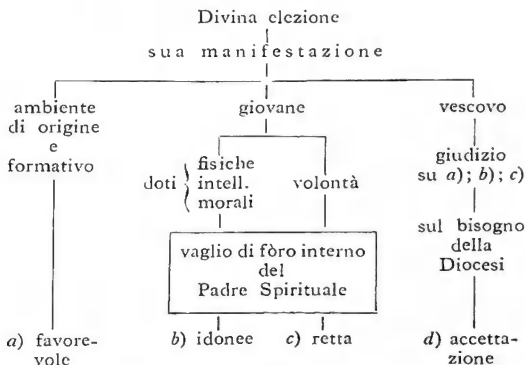 Divina elezione
sua manifestazione
ambiente
di origine
e
formativo
giovane
vescovo
doti { fisiche
intell.
morali
volontà
giudizio
su a); b); c)
sul bisogno
della
Diocesi
vaglio di fòro interno
del
Padre Spirituale
a) favore-
vole
b) idonee
c) retta
d) accetta-
zione